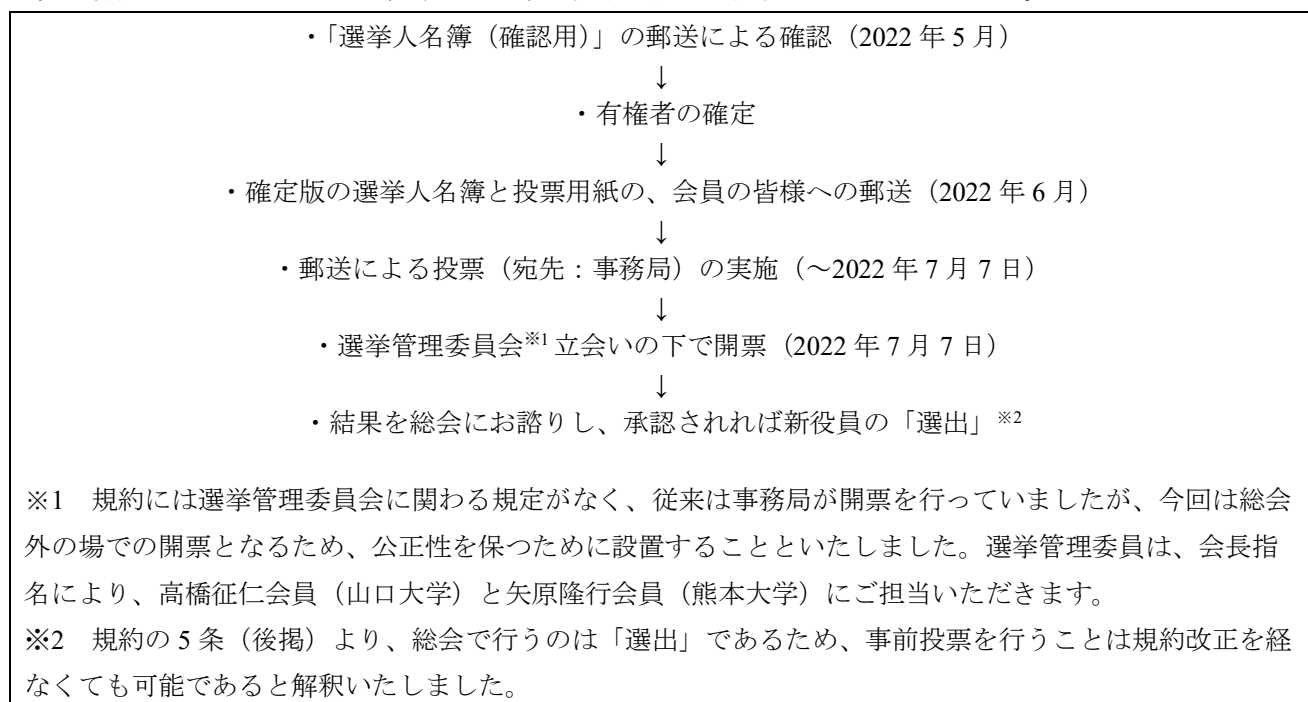 ・「選挙人名簿（確認用）」の郵送による確認（2022 年 5 月）
↓
・有権者の確定
↓
・確定版の選挙人名簿と投票用紙の、会員の皆様への郵送（2022 年 6 月）
↓
・郵送による投票（宛先：事務局）の実施（～2022 年 7 月 7 日）
↓
・選挙管理委員会※1 立会いの下で開票（2022 年 7 月 7 日）
↓
・結果を総会にお諮りし、承認されれば新役員の「選出」※2
※1　規約には選挙管理委員会に関わる規定がなく、従来は事務局が開票を行っていましたが、今回は総会
外の場での開票となるため、公正性を保つために設置することといたしました。選挙管理委員は、会長指
名により、高橋征仁会員（山口大学）と矢原隆行会員（熊本大学）にご担当いただきます。
※2　規約の 5 条（後掲）より、総会で行うのは「選出」であるため、事前投票を行うことは規約改正を経
なくても可能であると解釈いたしました。